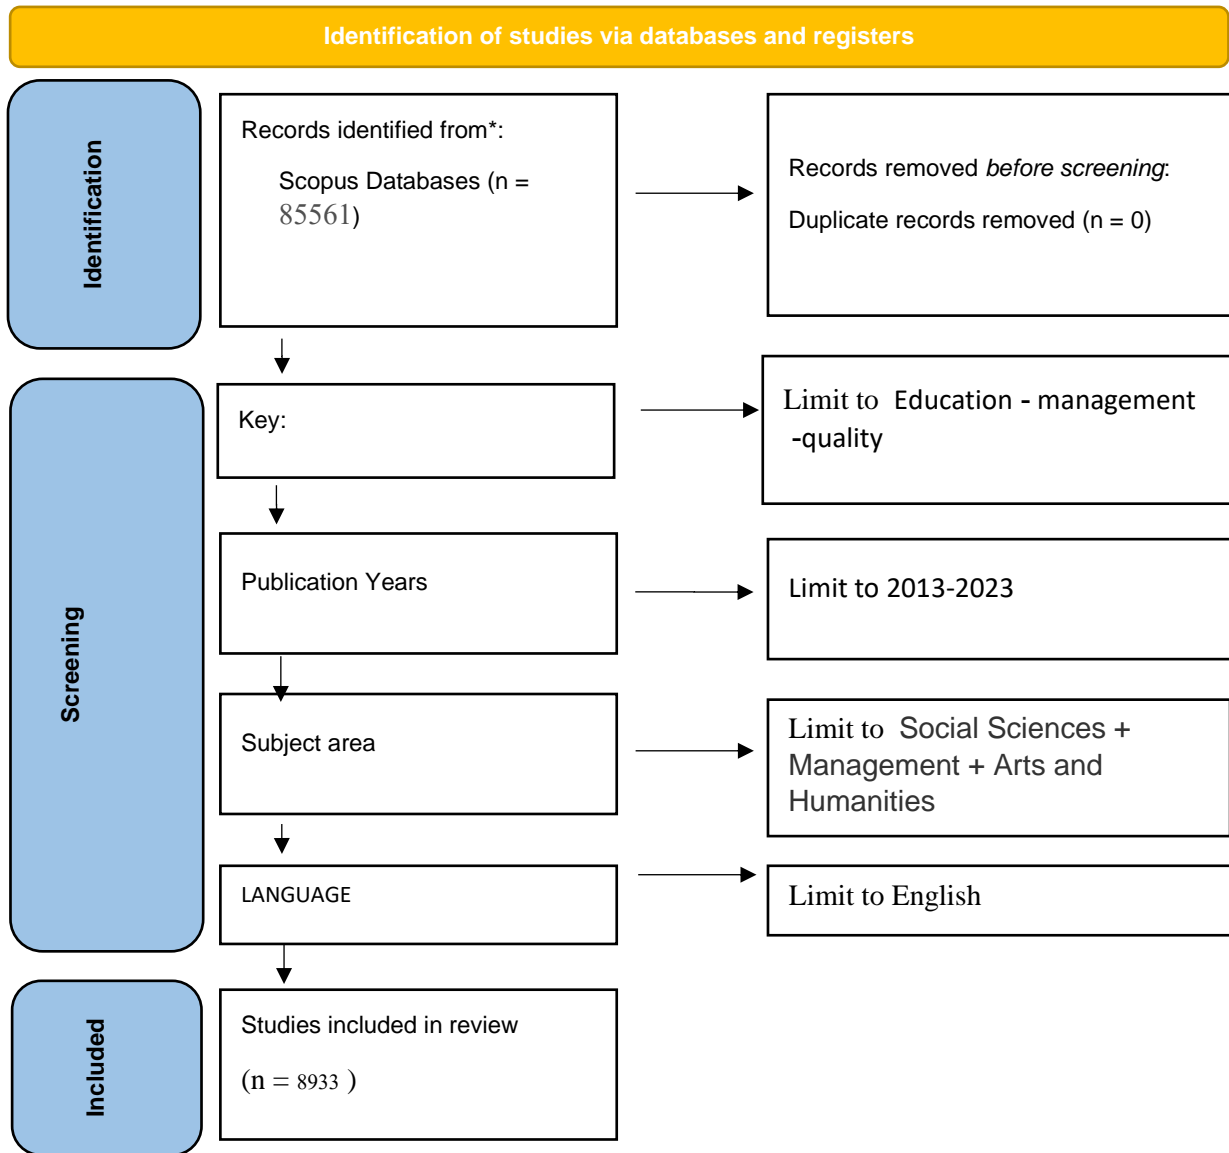 Identification of studies via databases and registers
Identification
Records identified from*:
Scopus Databases (n =
85561)
Records removed before screening:
Duplicate records removed (n = 0)
Screening
Key:
Limit to Education - management
-quality
Publication Years
Limit to 2013-2023
Subject area
Limit to Social Sciences +
Management + Arts and
Humanities
LANGUAGE
Limit to English
Included
Studies included in review
(n = 8933 )